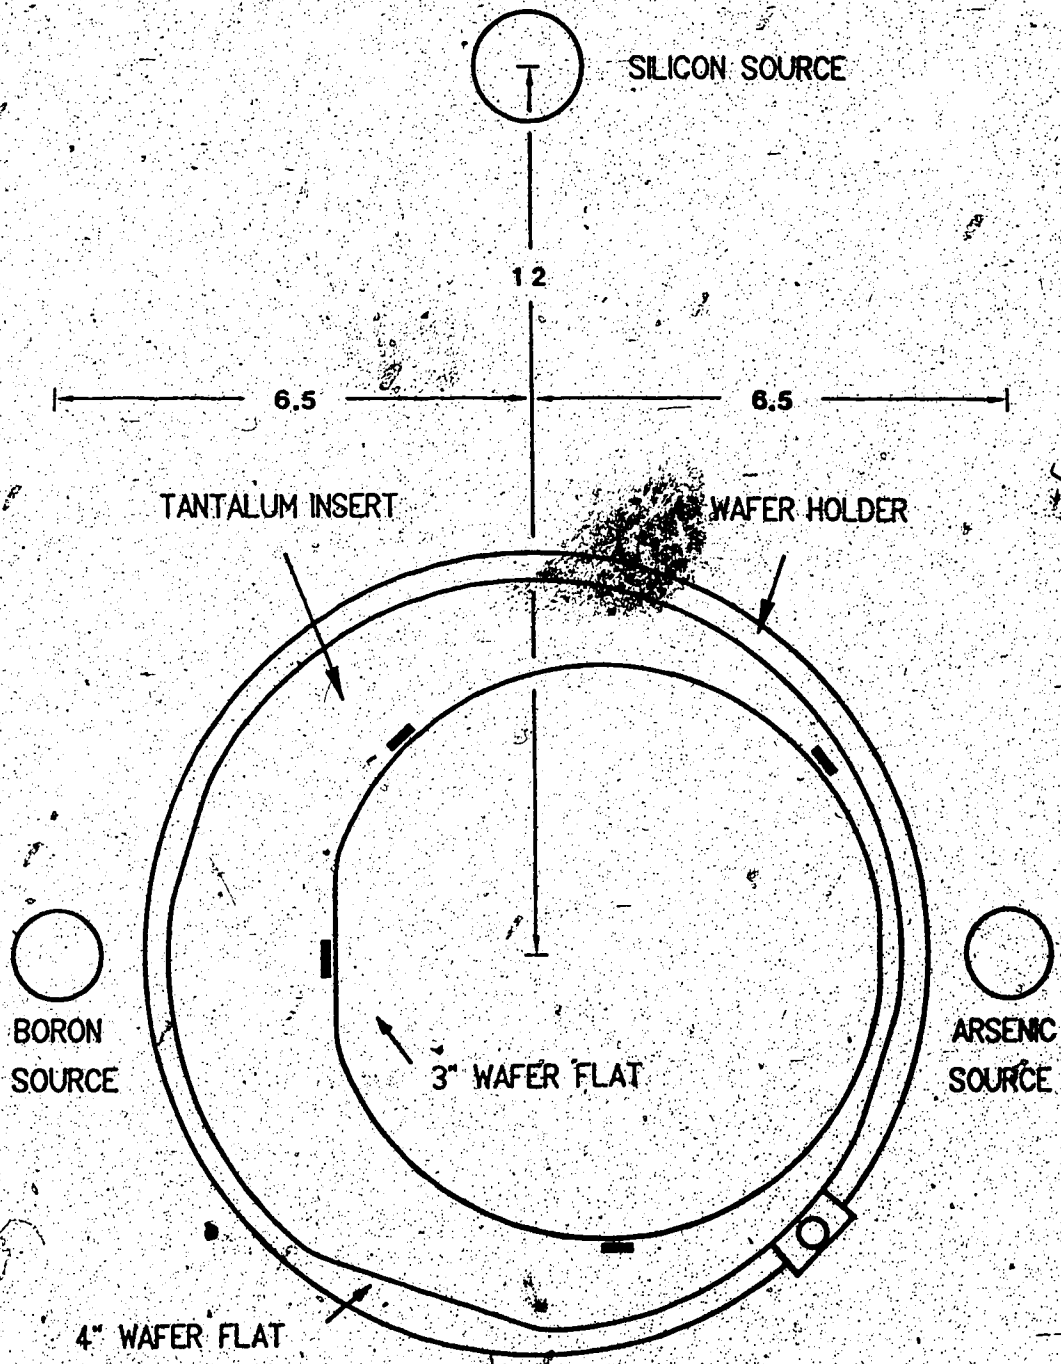 SILICON SOURCE
12
6.5
6.5
TANTALUM INSERT
WAFER HOLDER
BORON
SOURCE
ARSENIC
SOURCE
3" WAFER FLAT
4" WAFER FLAT